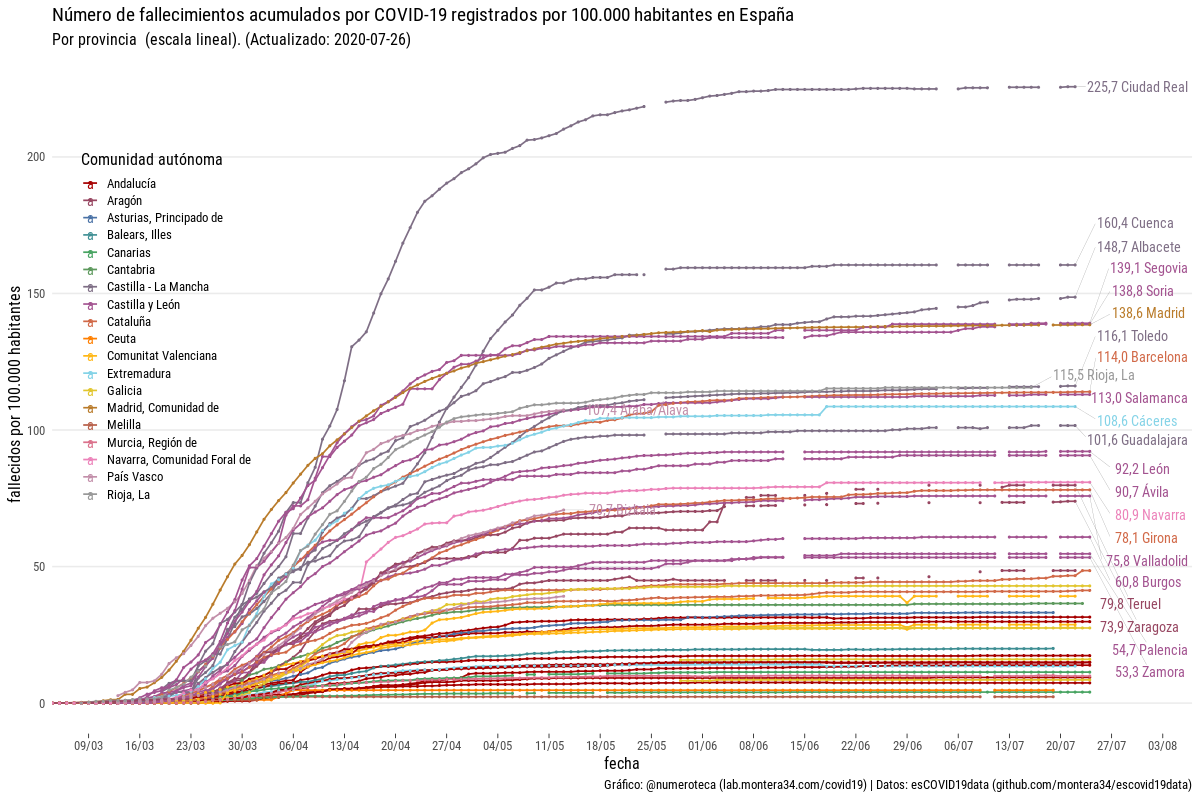 Número de fallecimientos acumulados por COVID-19 registrados por 100.000 habitantes en España
Por provincia  (escala lineal). (Actualizado: 2020-07-26)
fallecidos por 100.000 habitantes
200
150
100
50
0
Comunidad autónoma
Andalucía
Aragón
Asturias, Principado de
Balears, Illes
Canarias
Cantabria
Castilla - La Mancha
Castilla y León
Cataluña
Ceuta
Comunitat Valenciana
Extremadura
Galicia
Madrid, Comunidad de
Melilla
Murcia, Región de
Navarra, Comunidad Foral de
País Vasco
Rioja, La
225,7 Ciudad Real
160,4 Cuenca
148,7 Albacete
139,1 Segovia
138,8 Soria
138,6 Madrid
116,1 Toledo
114,0 Barcelona
115,5 Rioja, La
113,0 Salamanca
107,4 Araba/Álava
108,6 Cáceres
101,6 Guadalajara
92,2 León
90,7 Ávila
80,9 Navarra
78,1 Girona
75,8 Valladolid
60,8 Burgos
79,8 Teruel
73,9 Zaragoza
54,7 Palencia
53,3 Zamora
09/03 16/03 23/03 30/03 06/04 13/04 20/04 27/04 04/05 11/05 18/05 25/05 01/06 08/06 15/06 22/06 29/06 06/07 13/07 20/07 27/07 03/08
fecha
Gráfico: @numeroteca (lab.montera34.com/covid19) | Datos: esCOVID19data (github.com/montera34/escovid19data)